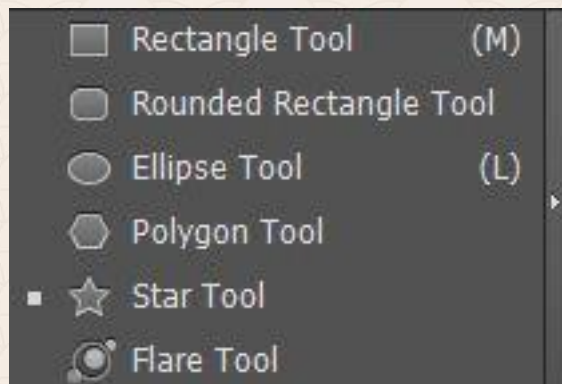 Rectangle Tool (M)
Rounded Rectangle Tool
Ellipse Tool (L)
Polygon Tool
Star Tool
Flare Tool